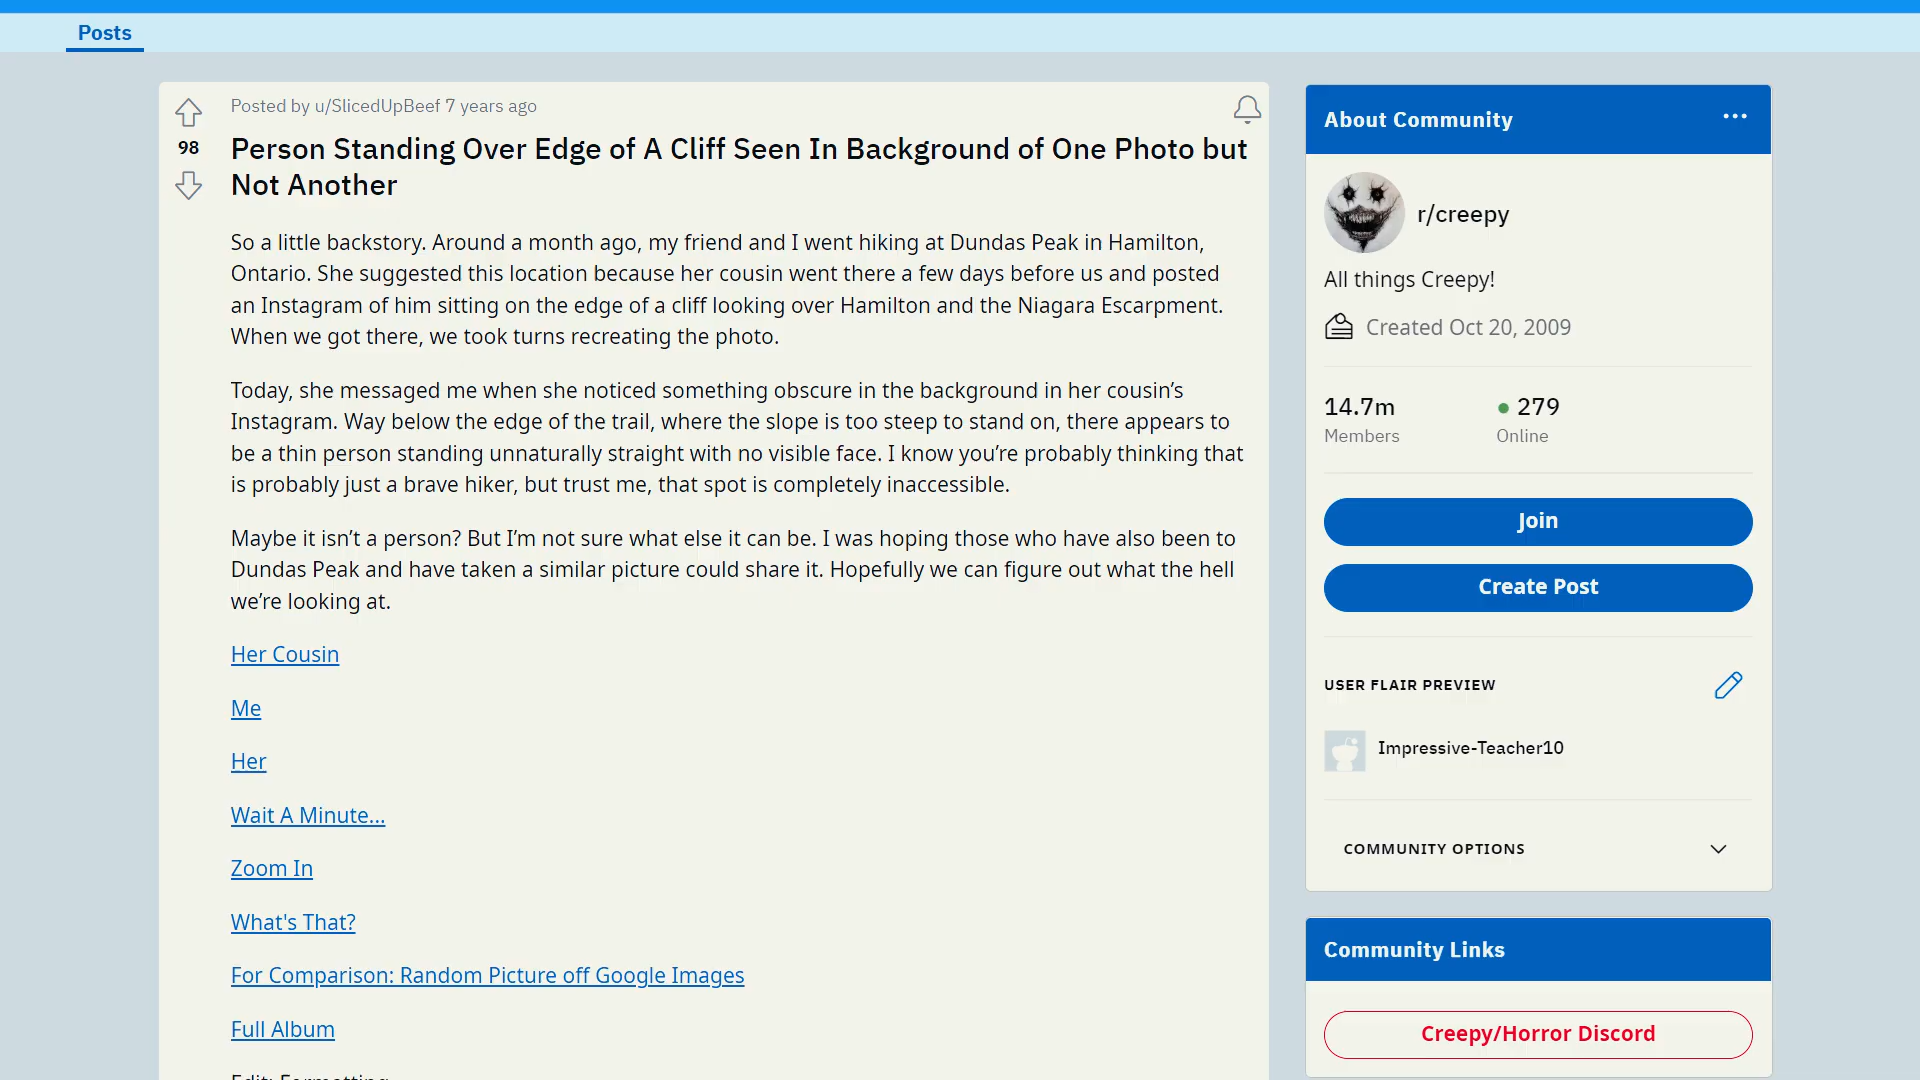 Posts
Posted by u/SlicedUpBeef 7 years ago
98
Person Standing Over Edge of A Cliff Seen In Background of One Photo but
Not Another
So a little backstory. Around a month ago, my friend and I went hiking at Dundas Peak in Hamilton,
Ontario. She suggested this location because her cousin went there a few days before us and posted
an Instagram of him sitting on the edge of a cliff looking over Hamilton and the Niagara Escarpment.
When we got there, we took turns recreating the photo.
Today, she messaged me when she noticed something obscure in the background in her cousin’s
Instagram. Way below the edge of the trail, where the slope is too steep to stand on, there appears to
be a thin person standing unnaturally straight with no visible face. I know you’re probably thinking that
is probably just a brave hiker, but trust me, that spot is completely inaccessible.
Maybe it isn’t a person? But I’m not sure what else it can be. I was hoping those who have also been to
Dundas Peak and have taken a similar picture could share it. Hopefully we can figure out what the hell
we’re looking at.
Her Cousin
Me
Her
Wait A Minute...
Zoom In
What's That?
For Comparison: Random Picture off Google Images
Full Album
Edit: Formatting
About Community
r/creepy
All things Creepy!
Created Oct 20, 2009
14.7m
Members
279
Online
Join
Create Post
USER FLAIR PREVIEW
Impressive-Teacher10
COMMUNITY OPTIONS
Community Links
Creepy/Horror Discord